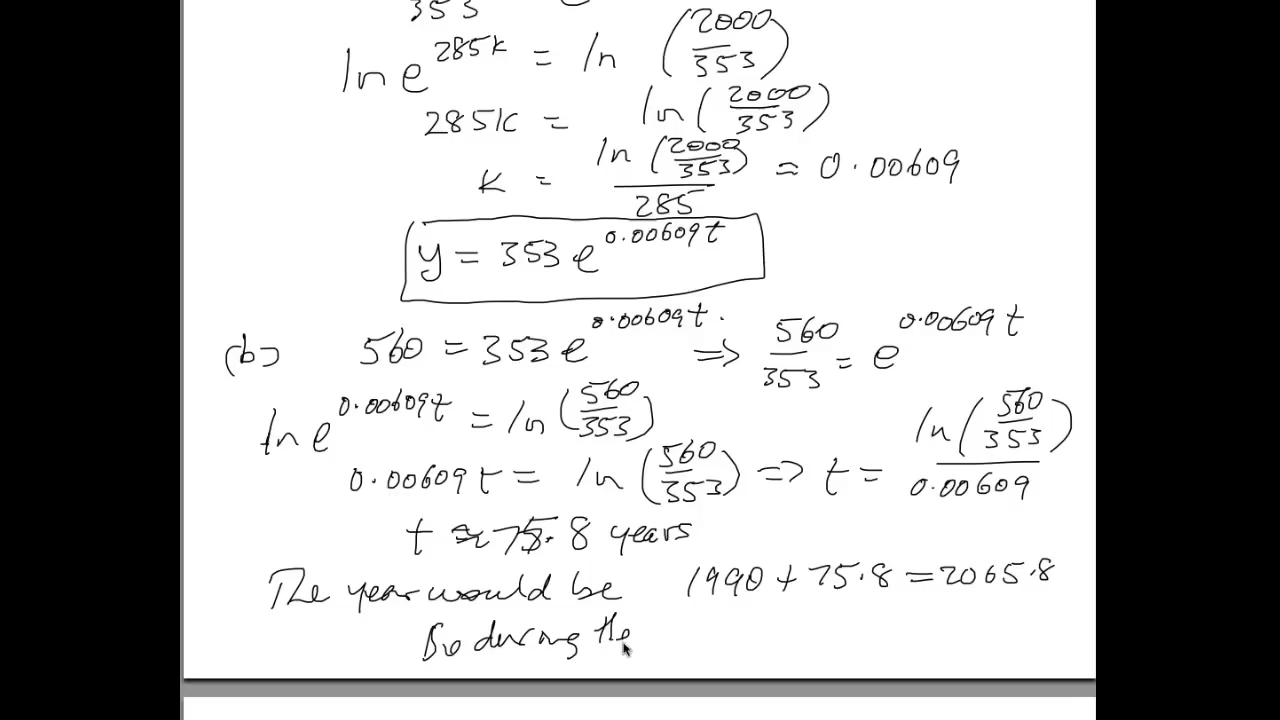 353
ln e^{285k} = ln (2000/353)
285k = ln (2000/353)
k = ln (2000/353) / 285 ≈ 0.00609
y = 353 e^{0.00609t}
(b) 560 = 353 e^{0.00609t}. => 560/353 = e^{0.00609t}
ln e^{0.00609t} = ln (560/353)
0.00609t = ln (560/353) => t = ln (560/353) / 0.00609
t ≈ 75.8 years
The year would be 1990 + 75.8 = 2065.8
So during the